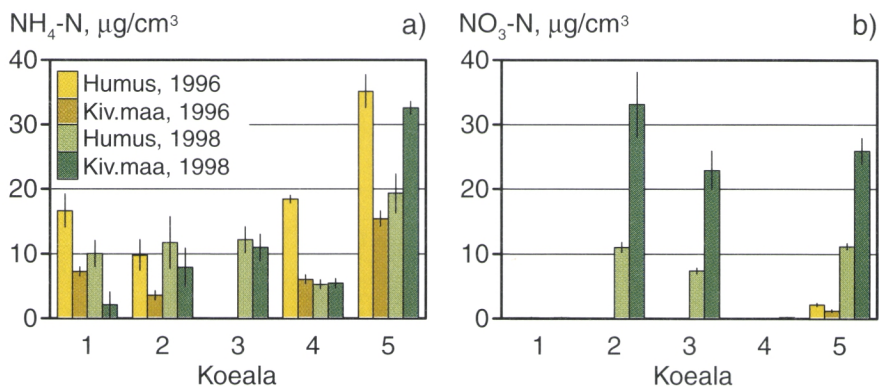 NH₄-N, µg/cm³ a)
40
30
20
10
0
Humus, 1996
Kiv.maa, 1996
Humus, 1998
Kiv.maa, 1998
1 2 3 4 5
Koeala
NO₃-N, µg/cm³ b)
40
30
20
10
0
1 2 3 4 5
Koeala